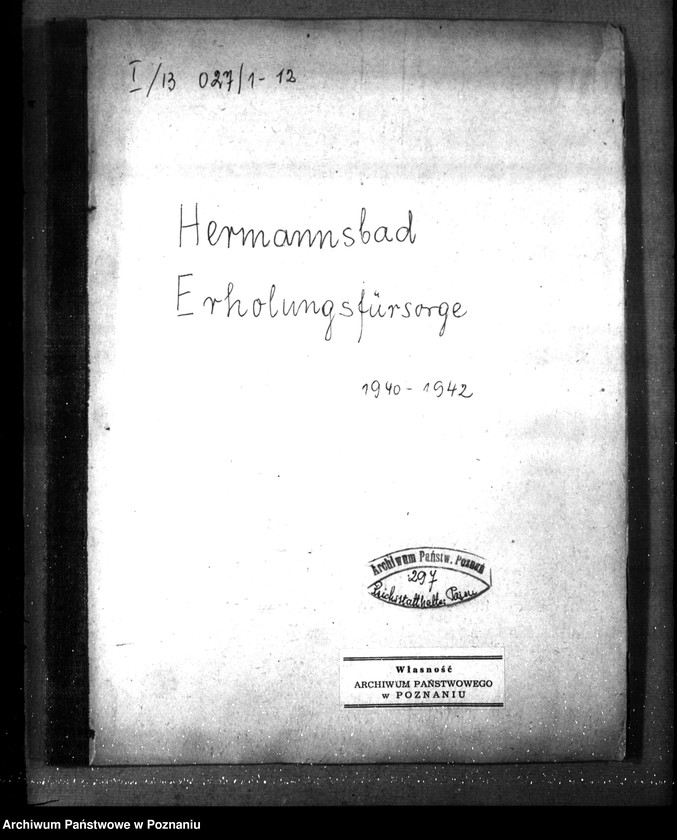 I/B 027/1-12
Hermannsbad
Erholungsfürsorge
1940-1942
Archiwum Państw. Poznań
297
Reichsstatthalter Posen
Własność
ARCHIWUM PAŃSTWOWEGO
w POZNANIU
Archiwum Państwowe w Poznaniu